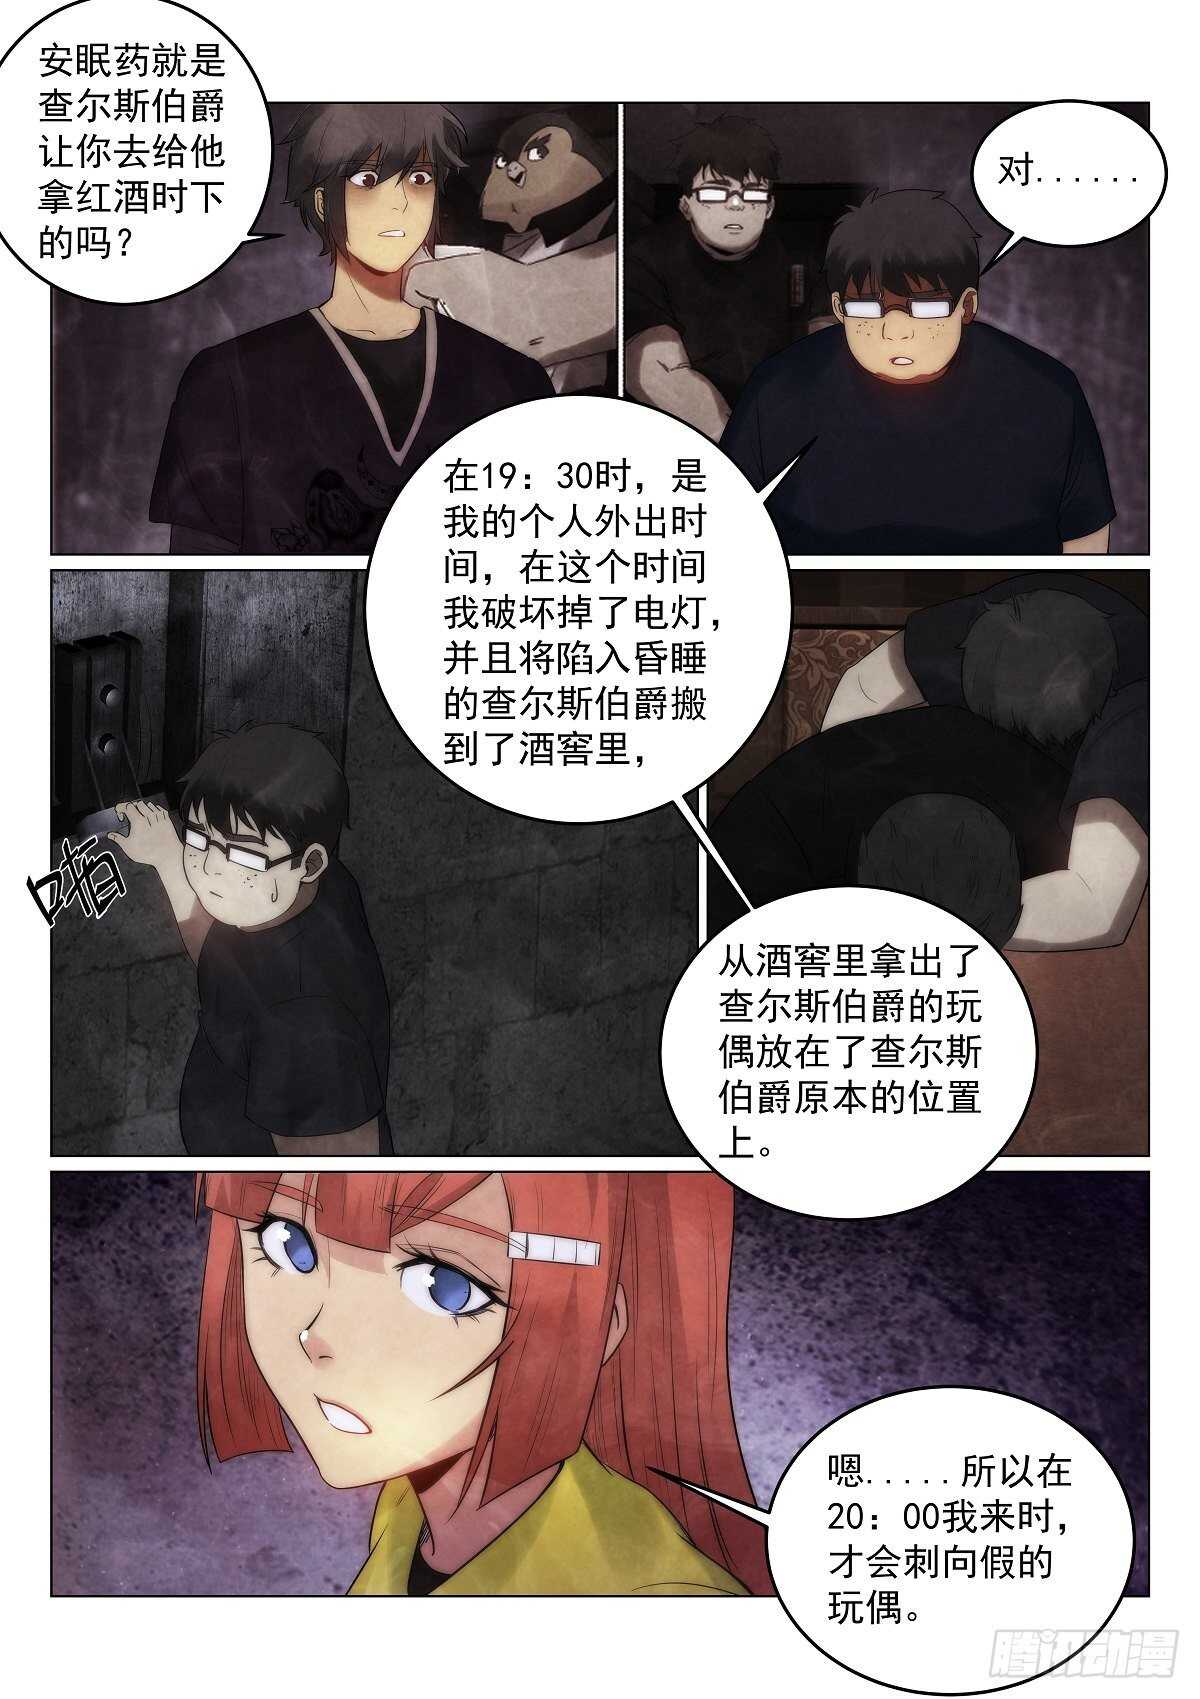 安眠药就是
查尔斯伯爵
让你去给他
拿红酒时下
的吗？
对......
在19：30时，是
我的个人外出时
间，在这个时间
我破坏掉了电灯，
并且将陷入昏睡
的查尔斯伯爵搬
到了酒窖里，
啪
从酒窖里拿出了
查尔斯伯爵的玩
偶放在了查尔斯
伯爵原本的位置
上。
嗯.....所以在
20：00我来时，
才会刺向假的
玩偶。
腾讯动漫